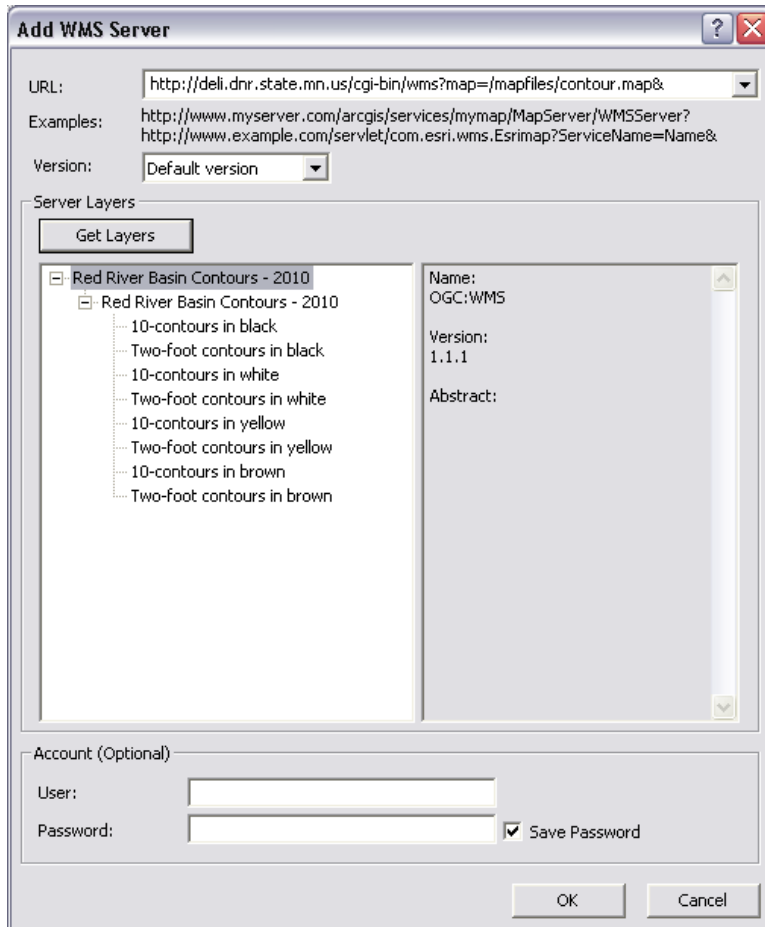 Add WMS Server
URL: http://deli.dnr.state.mn.us/cgi-bin/wms?map=/mapfiles/contour.map&
Examples: http://www.myserver.com/arcgis/services/mymap/MapServer/WMSServer?
http://www.example.com/servlet/com.esri.wms.Esrimap?ServiceName=Name&
Version: Default version
Server Layers
Get Layers
Red River Basin Contours - 2010
Red River Basin Contours - 2010
10-contours in black
Two-foot contours in black
10-contours in white
Two-foot contours in white
10-contours in yellow
Two-foot contours in yellow
10-contours in brown
Two-foot contours in brown
Name:
OGC:WMS
Version:
1.1.1
Abstract:
Account (Optional)
User:
Password:
Save Password
OK
Cancel